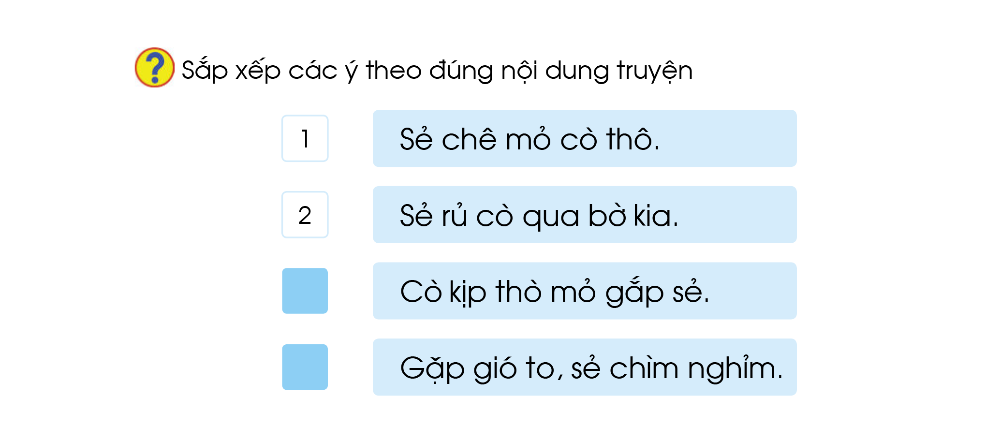 ? Sắp xếp các ý theo đúng nội dung truyện
1 Sẻ chê mỏ cò thô.
2 Sẻ rủ cò qua bờ kia.
Cò kịp thò mỏ gắp sẻ.
Gặp gió to, sẻ chìm nghỉm.